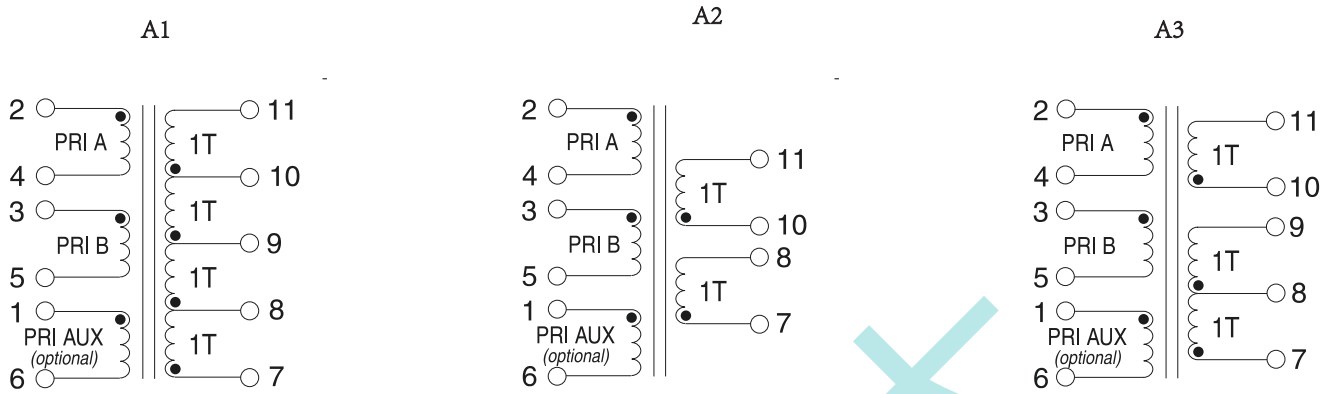 A1
2
PRI A
4
3
PRI B
5
1
PRI AUX
(optional)
6
11
1T
10
1T
9
1T
8
1T
7
A2
2
PRI A
4
3
PRI B
5
1
PRI AUX
(optional)
6
11
1T
10
8
1T
7
A3
2
PRI A
4
3
PRI B
5
1
PRI AUX
(optional)
6
11
1T
10
9
1T
8
1T
7